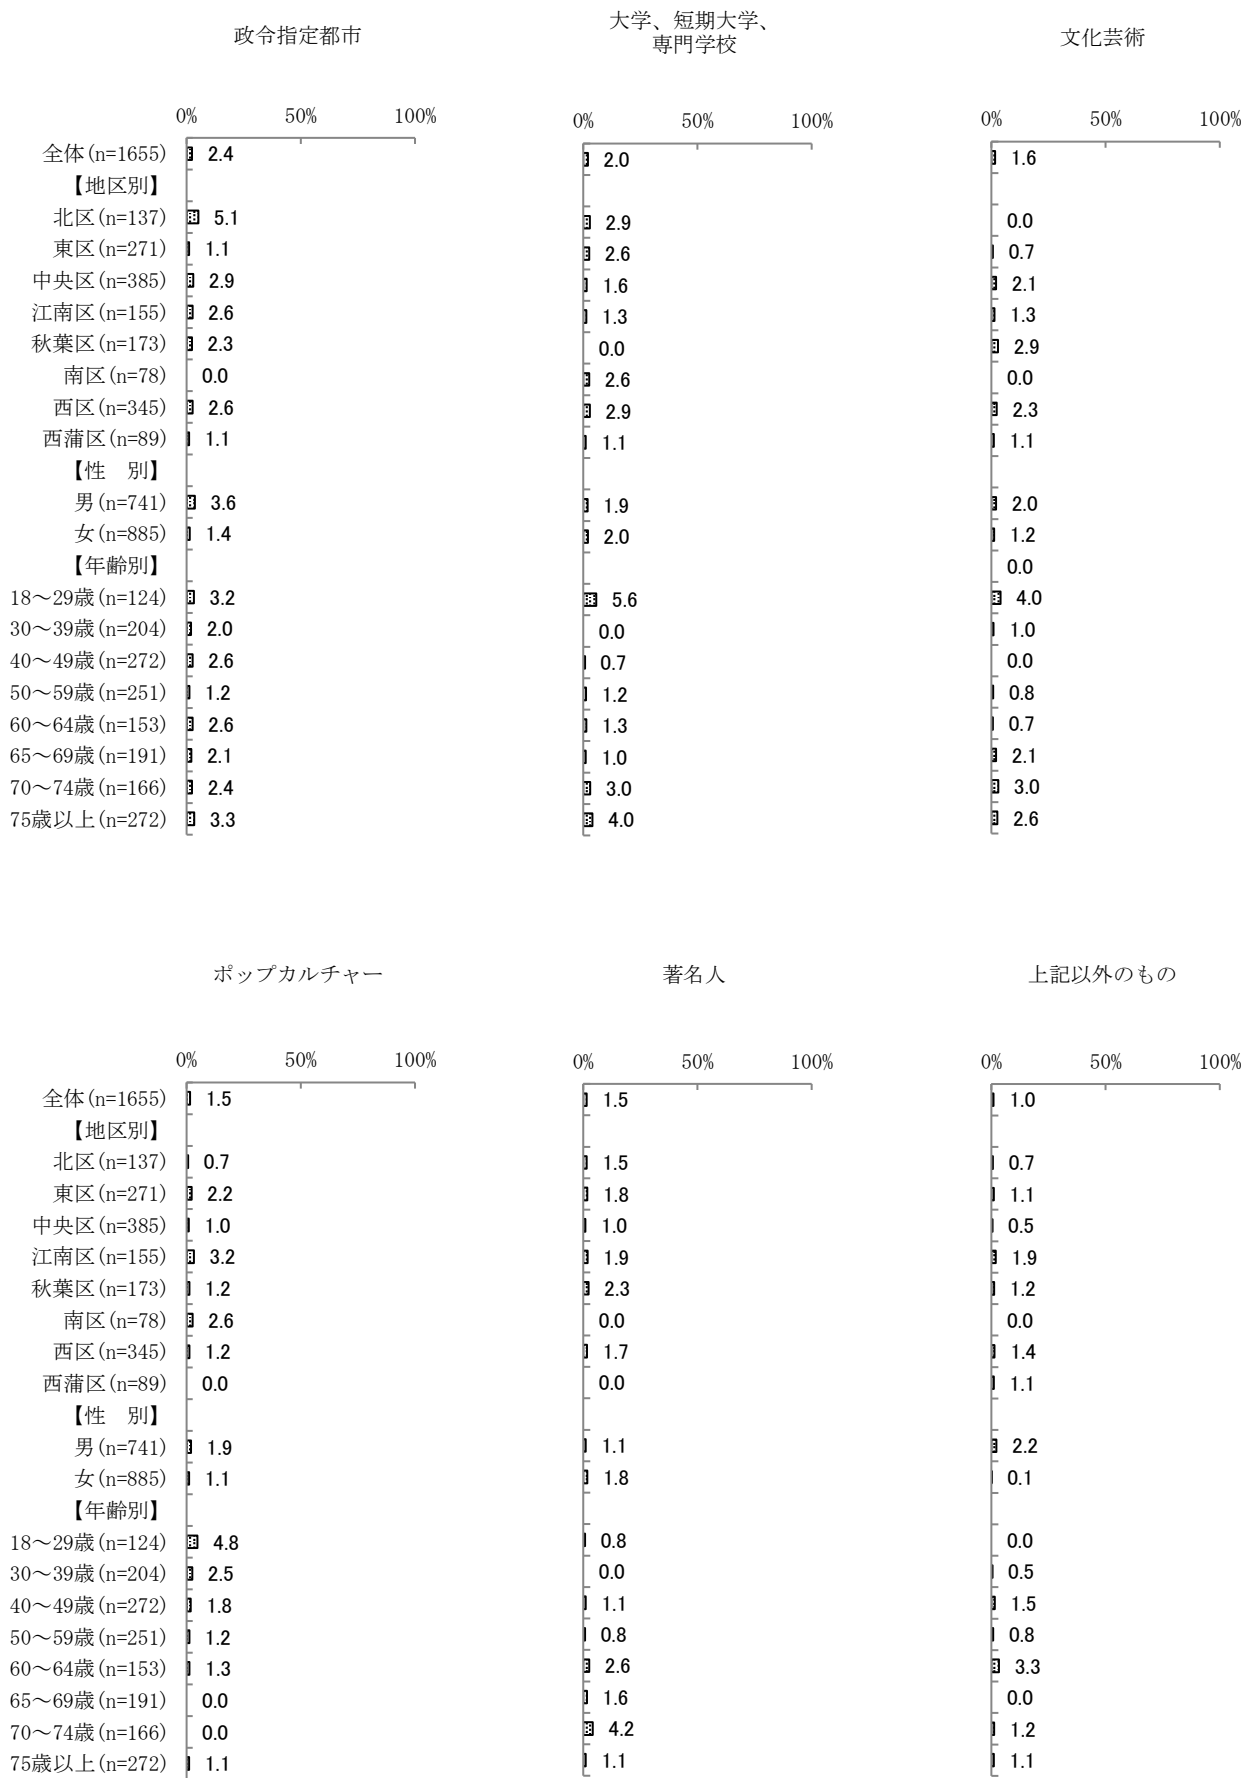 政令指定都市
大学、短期大学、
専門学校
文化芸術
0% 50% 100% 0% 50% 100% 0% 50% 100%
全体(n=1655) 2.4 2.0 1.6
【地区別】
北区(n=137) 5.1 2.9 0.0
東区(n=271) 1.1 2.6 0.7
中央区(n=385) 2.9 1.6 2.1
江南区(n=155) 2.6 1.3 1.3
秋葉区(n=173) 2.3 0.0 2.9
南区(n=78) 0.0 2.6 0.0
西区(n=345) 2.6 2.9 2.3
西蒲区(n=89) 1.1 1.1 1.1
【性　別】
男(n=741) 3.6 1.9 2.0
女(n=885) 1.4 2.0 1.2
【年齢別】 0.0
18～29歳(n=124) 3.2 5.6 4.0
30～39歳(n=204) 2.0 0.0 1.0
40～49歳(n=272) 2.6 0.7 0.0
50～59歳(n=251) 1.2 1.2 0.8
60～64歳(n=153) 2.6 1.3 0.7
65～69歳(n=191) 2.1 1.0 2.1
70～74歳(n=166) 2.4 3.0 3.0
75歳以上(n=272) 3.3 4.0 2.6
ポップカルチャー 著名人 上記以外のもの
0% 50% 100% 0% 50% 100% 0% 50% 100%
全体(n=1655) 1.5 1.5 1.0
【地区別】
北区(n=137) 0.7 1.5 0.7
東区(n=271) 2.2 1.8 1.1
中央区(n=385) 1.0 1.0 0.5
江南区(n=155) 3.2 1.9 1.9
秋葉区(n=173) 1.2 2.3 1.2
南区(n=78) 2.6 0.0 0.0
西区(n=345) 1.2 1.7 1.4
西蒲区(n=89) 0.0 0.0 1.1
【性　別】
男(n=741) 1.9 1.1 2.2
女(n=885) 1.1 1.8 0.1
【年齢別】
18～29歳(n=124) 4.8 0.8 0.0
30～39歳(n=204) 2.5 0.0 0.5
40～49歳(n=272) 1.8 1.1 1.5
50～59歳(n=251) 1.2 0.8 0.8
60～64歳(n=153) 1.3 2.6 3.3
65～69歳(n=191) 0.0 1.6 0.0
70～74歳(n=166) 0.0 4.2 1.2
75歳以上(n=272) 1.1 1.1 1.1